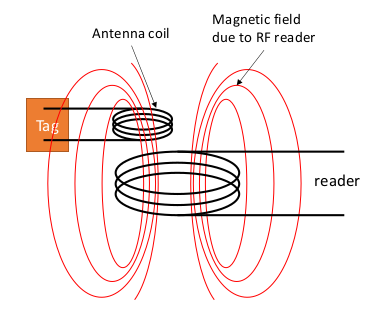 Magnetic field
due to RF reader
Antenna coil
Tag
reader